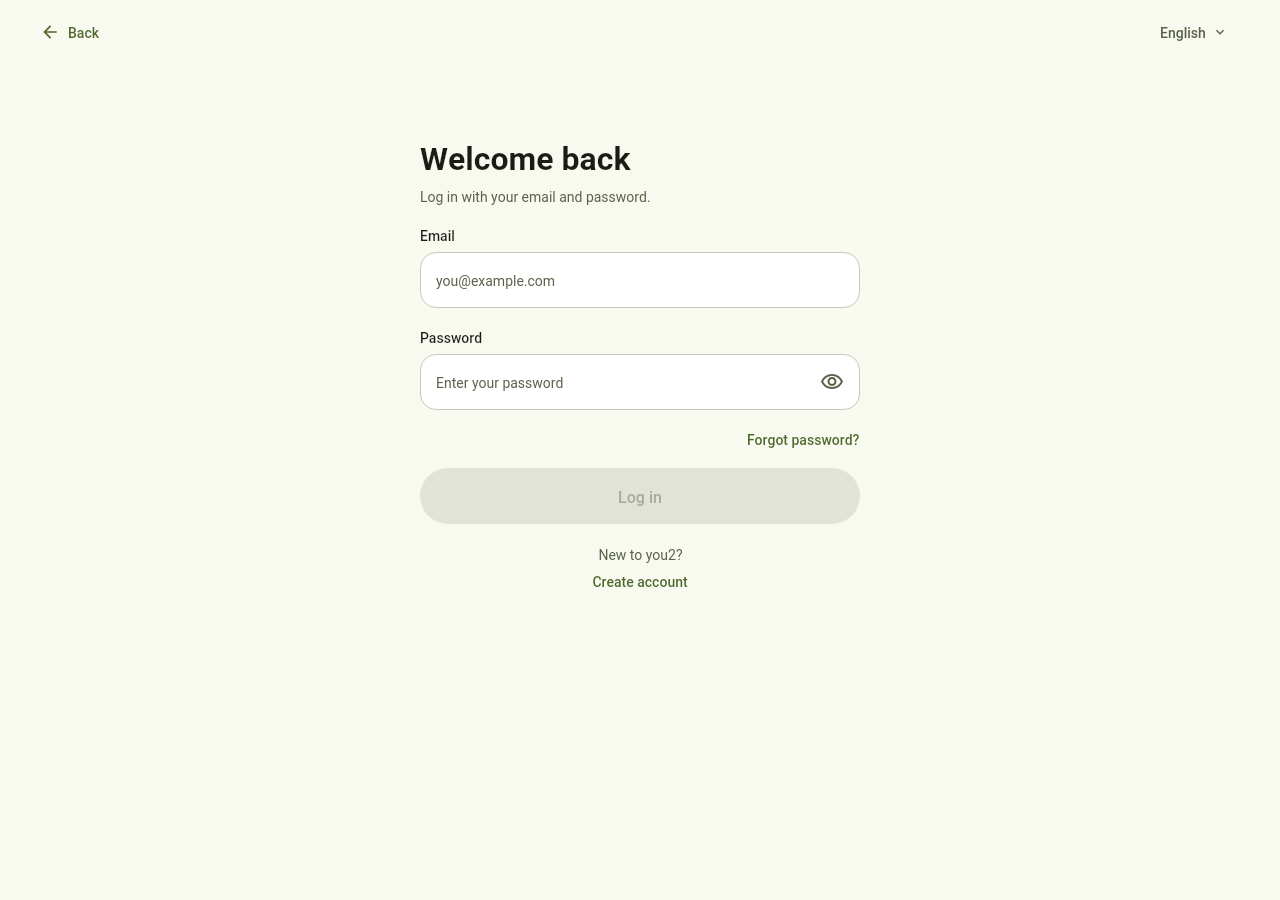 Back
English
Welcome back
Log in with your email and password.
Email
you@example.com
Password
Enter your password
Forgot password?
Log in
New to you2?
Create account